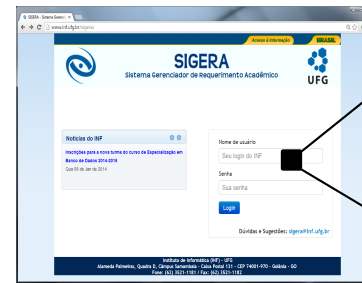 SIGERA - Sistema Gerenci
www.inf.ufg.br/sigera/
Acesso à Informação
BRASIL
SIGERA
Sistema Gerenciador de Requerimento Acadêmico
UFG
Notícias do INF
Inscrições para a nova turma do curso de Especialização em
Banco de Dados 2014-2015
Qua 08 de Jan de 2014
Nome de usuário
Seu login do INF
Senha
Sua senha
Login
Dúvidas e Sugestões: sigera@inf.ufg.br
Instituto de Informática (INF) - UFG
Alameda Palmeiras, Quadra D, Câmpus Samambaia - Caixa Postal 131 - CEP 74001-970 - Goiânia - GO
Fone: (62) 3521-1181 / Fax: (62) 3521-1182